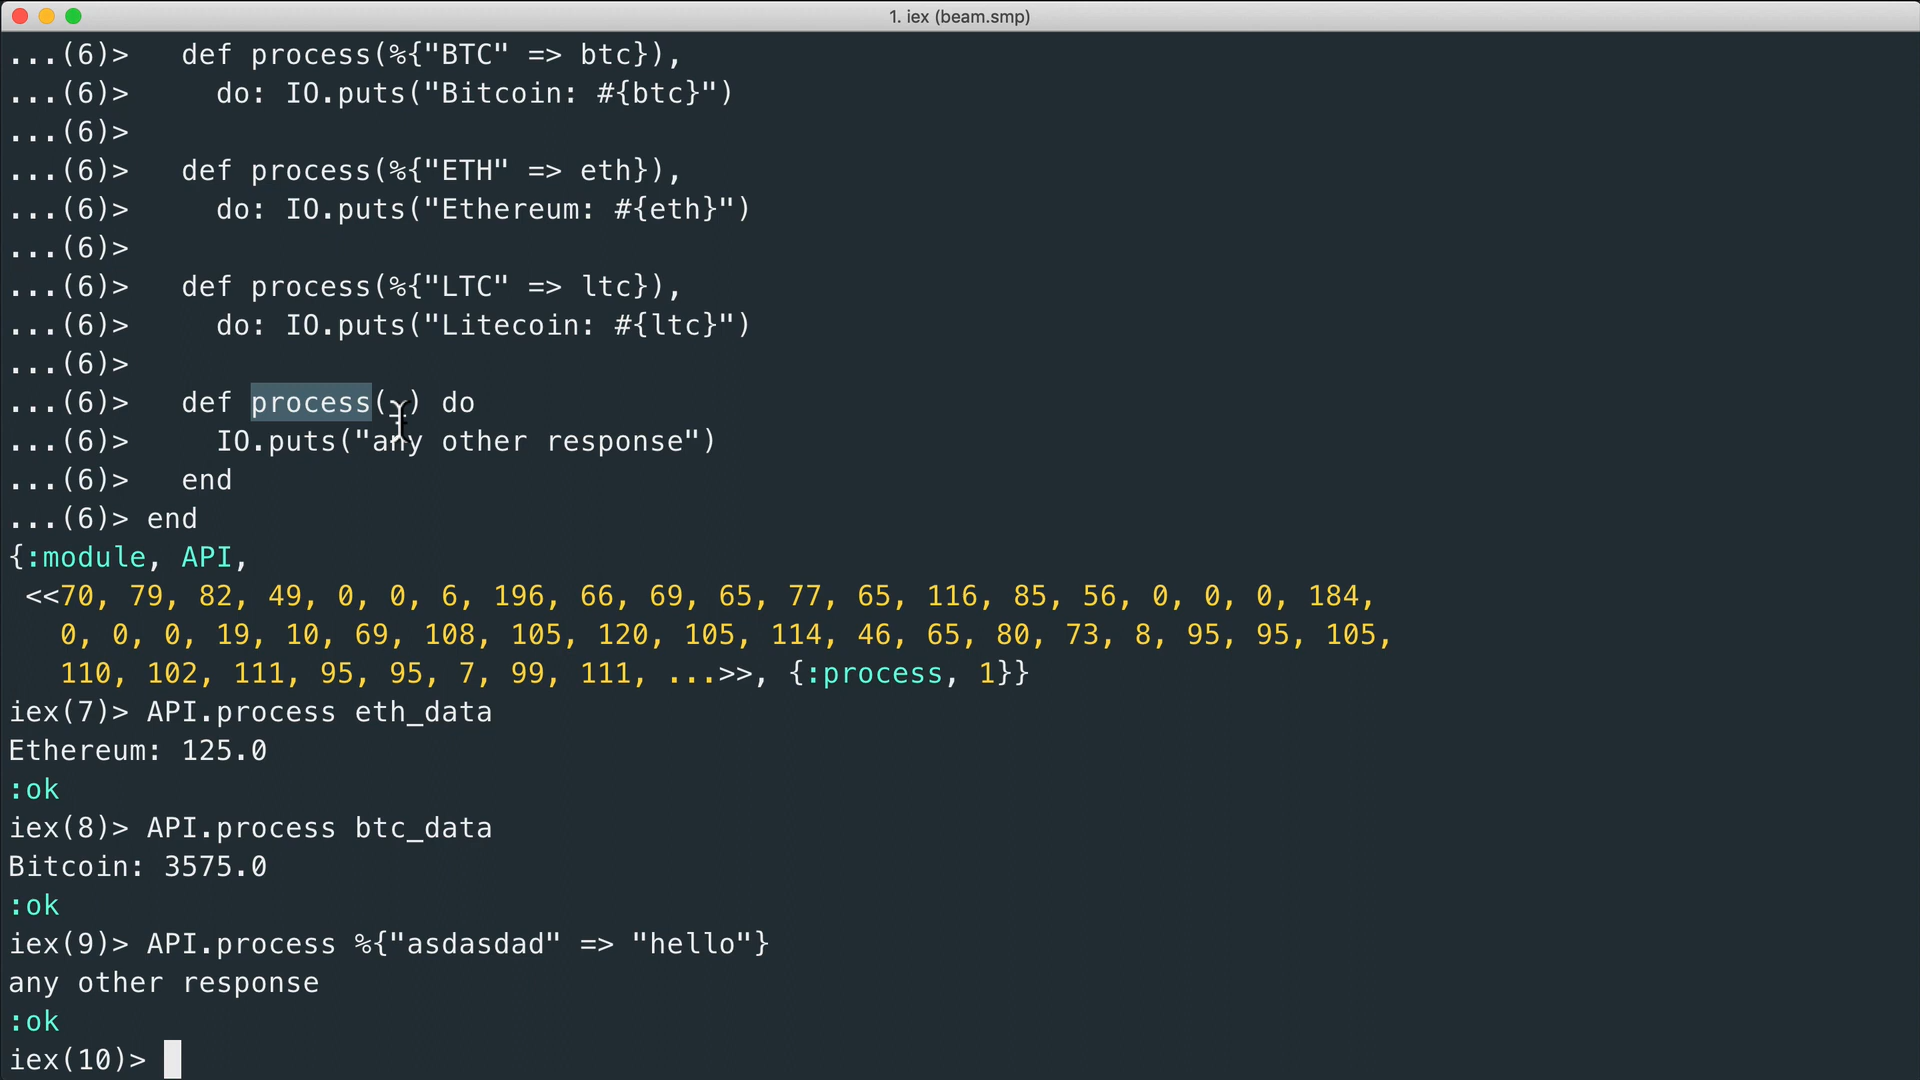 1. iex (beam.smp)
...(6)>   def process(%{"BTC" => btc}),
...(6)>     do: IO.puts("Bitcoin: #{btc}")
...(6)>
...(6)>   def process(%{"ETH" => eth}),
...(6)>     do: IO.puts("Ethereum: #{eth}")
...(6)>
...(6)>   def process(%{"LTC" => ltc}),
...(6)>     do: IO.puts("Litecoin: #{ltc}")
...(6)>
...(6)>   def process(_) do
...(6)>     IO.puts("any other response")
...(6)>   end
...(6)> end
{:module, API,
 <<70, 79, 82, 49, 0, 0, 6, 196, 66, 69, 65, 77, 65, 116, 85, 56, 0, 0, 0, 184,
   0, 0, 0, 19, 10, 69, 108, 105, 120, 105, 114, 46, 65, 80, 73, 8, 95, 95, 105,
   110, 102, 111, 95, 95, 7, 99, 111, ...>>, {:process, 1}}
iex(7)> API.process eth_data
Ethereum: 125.0
:ok
iex(8)> API.process btc_data
Bitcoin: 3575.0
:ok
iex(9)> API.process %{"asdasdad" => "hello"}
any other response
:ok
iex(10)>